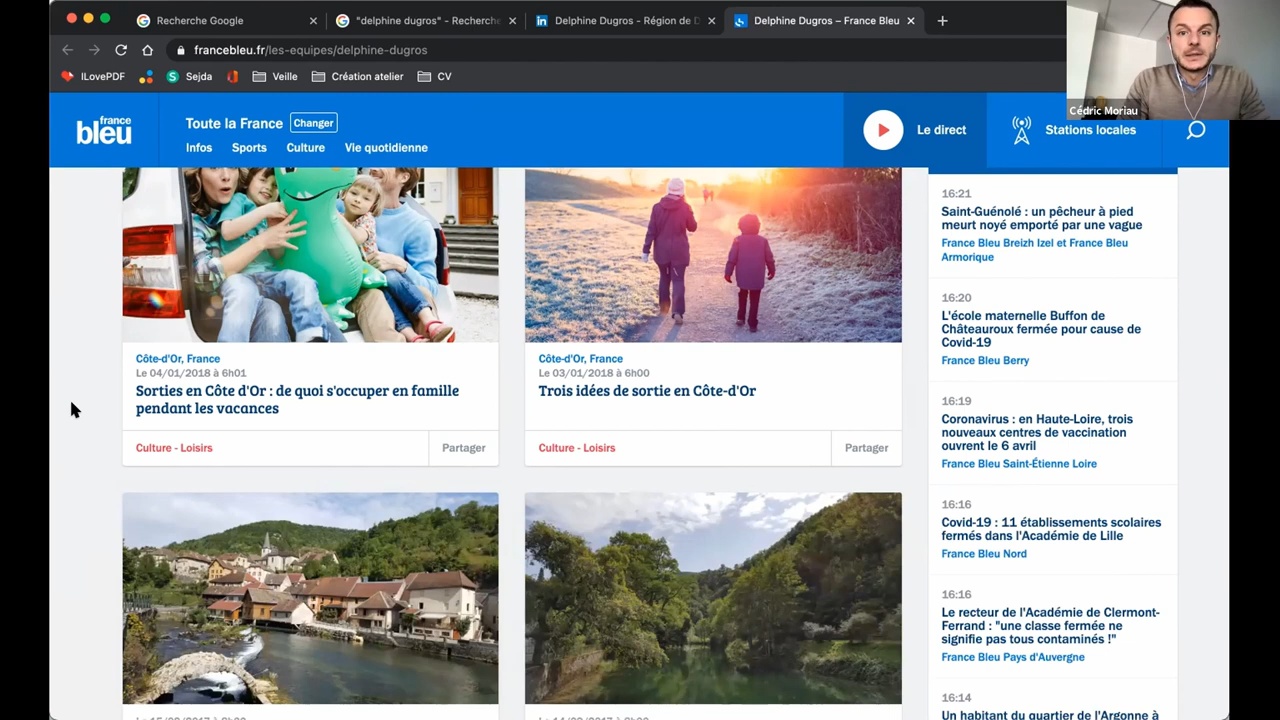 Recherche Google
"delphine dugros" - Recherche
Delphine Dugros - Région de D
Delphine Dugros – France Bleu
francebleu.fr/les-equipes/delphine-dugros
ILovePDF
Sejda
Veille
Création atelier
CV
Cédric Moriau
france
bleu
Toute la France
Changer
Infos
Sports
Culture
Vie quotidienne
Le direct
Stations locales
Côte-d'Or, France
Le 04/01/2018 à 6h01
Sorties en Côte d'Or : de quoi s'occuper en famille
pendant les vacances
Culture - Loisirs
Partager
Côte-d'Or, France
Le 03/01/2018 à 6h00
Trois idées de sortie en Côte-d'Or
Culture - Loisirs
Partager
16:21
Saint-Guénolé : un pêcheur à pied
meurt noyé emporté par une vague
France Bleu Breizh Izel et France Bleu
Armorique
16:20
L'école maternelle Buffon de
Châteauroux fermée pour cause de
Covid-19
France Bleu Berry
16:19
Coronavirus : en Haute-Loire, trois
nouveaux centres de vaccination
ouvrent le 6 avril
France Bleu Saint-Étienne Loire
16:16
Covid-19 : 11 établissements scolaires
fermés dans l'Académie de Lille
France Bleu Nord
16:16
Le recteur de l'Académie de Clermont-
Ferrand : "une classe fermée ne
signifie pas tous contaminés !"
France Bleu Pays d'Auvergne
16:14
Un habitant du quartier de l'Argonne à